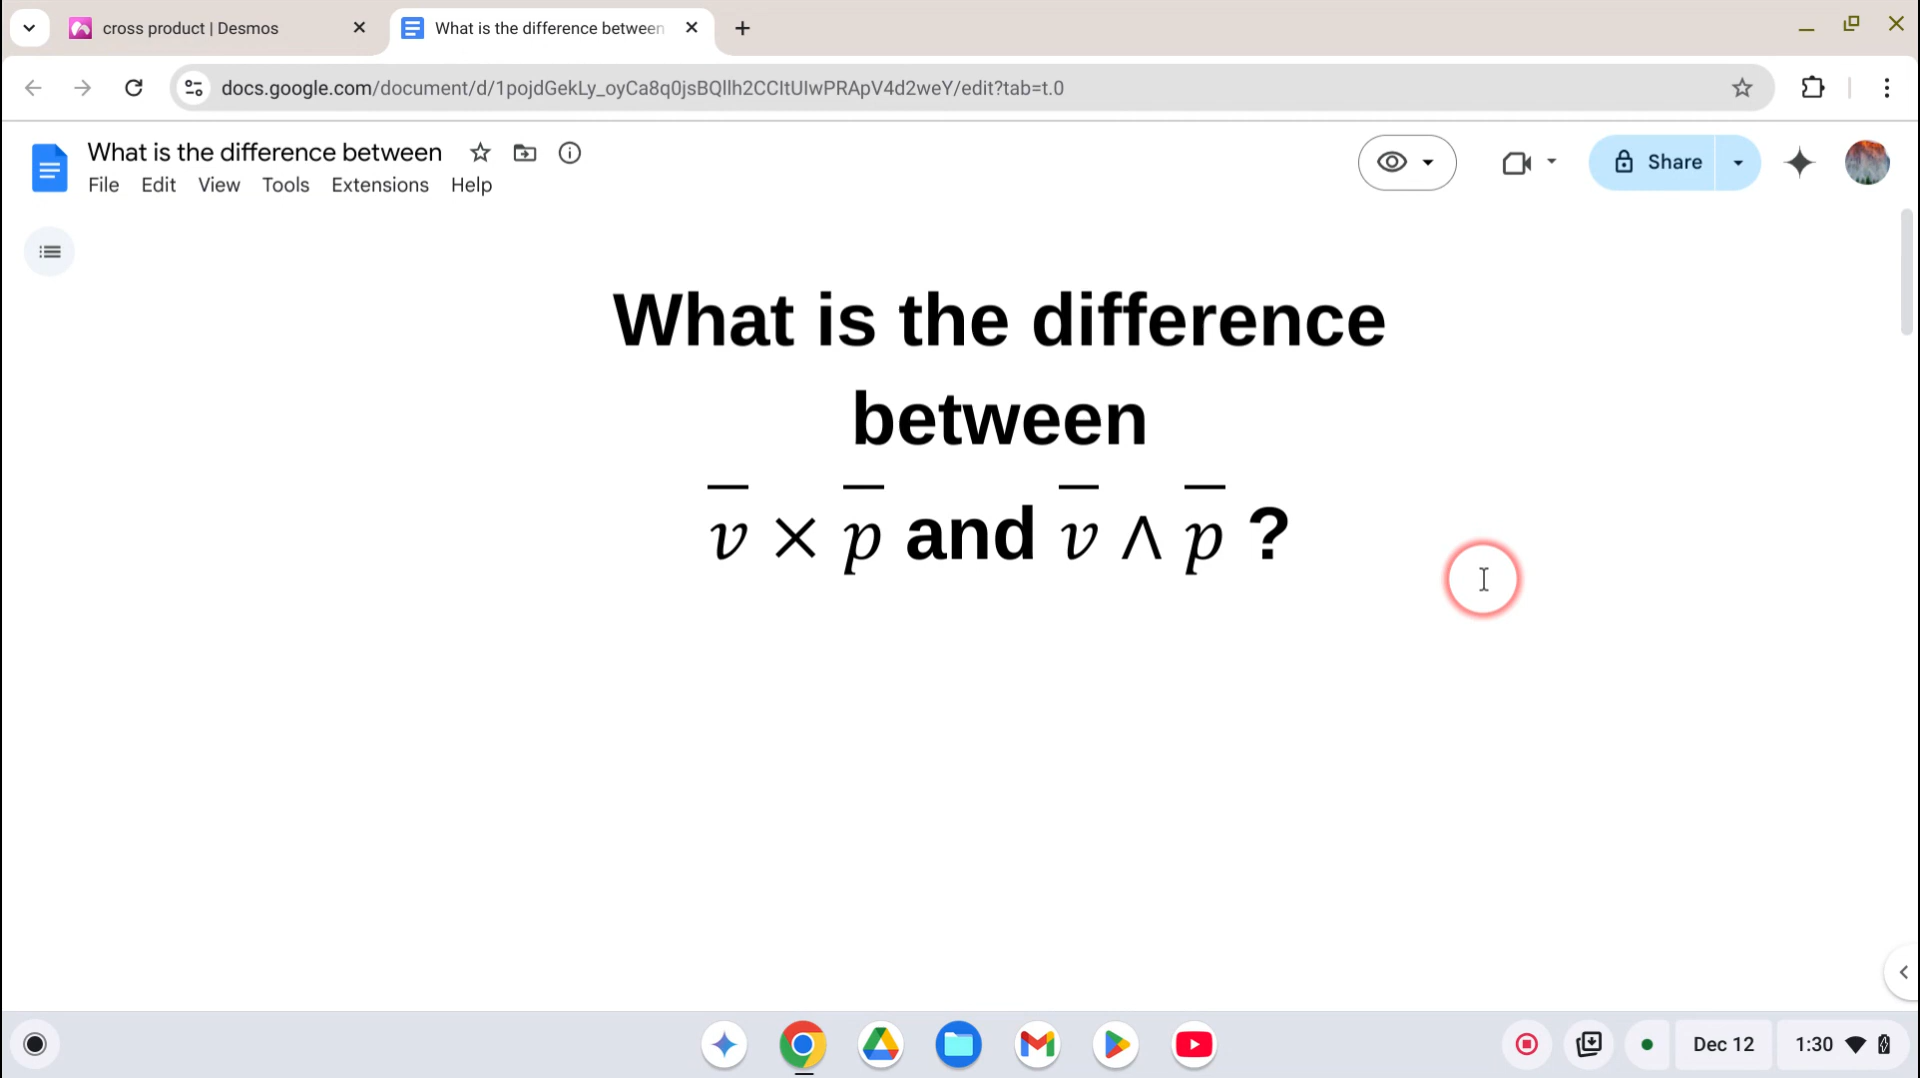 cross product | Desmos
What is the difference between
docs.google.com/document/d/1pojdGekLy_oyCa8q0jsBQllh2CCItUIwPRApV4d2weY/edit?tab=t.0
What is the difference between
File Edit View Tools Extensions Help
Share
What is the difference
between
v̅ × p̅ and v̅ ∧ p̅ ?
Dec 12
1:30